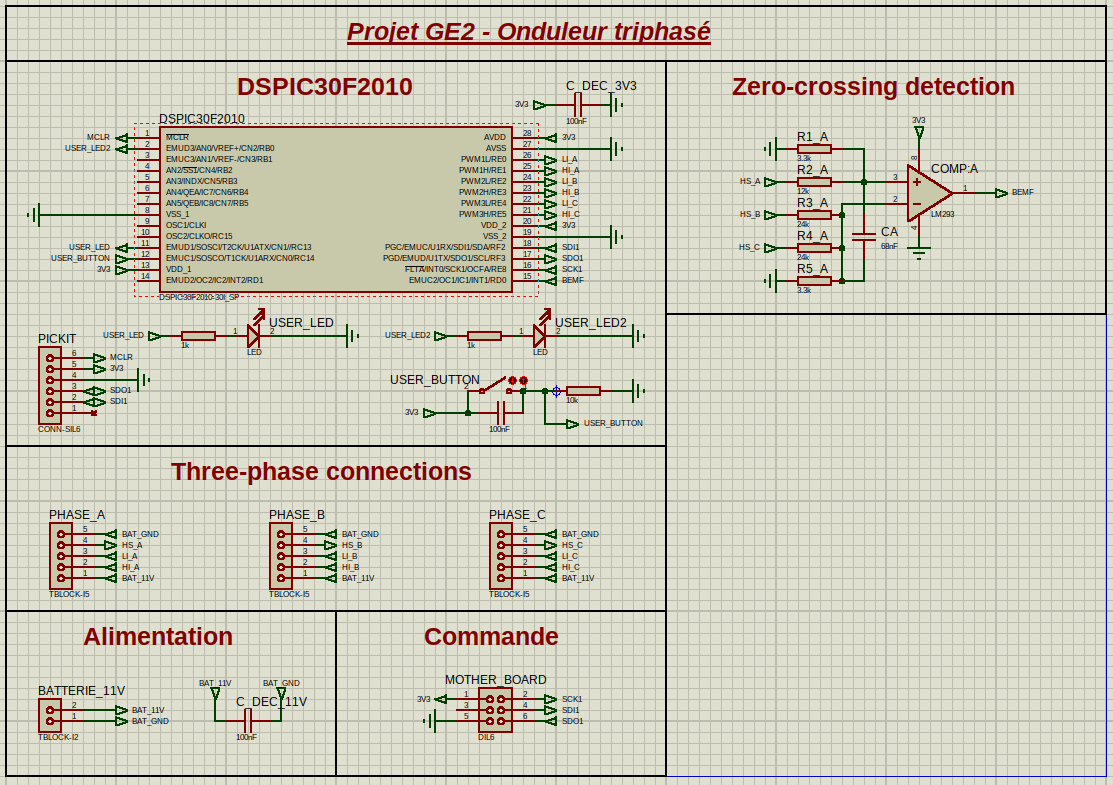 Projet GE2 - Onduleur triphasé
DSPIC30F2010
C_DEC_3V3
3V3
100nF
DSPIC30F2010
MCLR 1 MCLR AVDD 28 3V3
USER_LED2 2 EMUD3/AN0/VREF+/CN2/RB0 AVSS 27
3 EMUC3/AN1/VREF-/CN3/RB1 PWM1L/RE0 26 LI_A
4 AN2/SS1/CN4/RB2 PWM1H/RE1 25 HI_A
5 AN3/INDX/CN5/RB3 PWM2L/RE2 24 LI_B
6 AN4/QEA/IC7/CN6/RB4 PWM2H/RE3 23 HI_B
7 AN5/QEB/IC8/CN7/RB5 PWM3L/RE4 22 LI_C
8 VSS_1 PWM3H/RE5 21 HI_C
9 OSC1/CLKI VDD_2 20 3V3
10 OSC2/CLKO/RC15 VSS_2 19
USER_LED 11 EMUD1/SOSCI/T2CK/U1ATX/CN1/RC13 PGC/EMUC/U1RX/SDI1/SDA/RF2 18 SDI1
USER_BUTTON 12 EMUC1/SOSCO/T1CK/U1ARX/CN0/RC14 PGD/EMUD/U1TX/SDO1/SCL/RF3 17 SDO1
3V3 13 VDD_1 FLTA/INT0/SCK1/OCFA/RE8 16 SCK1
14 EMUD2/OC2/IC2/INT2/RD1 EMUC2/OC1/IC1/INT1/RD0 15 BEMF
DSPIC30F2010-30I_SP
USER_LED
USER_LED 1k 1 2
LED
USER_LED2
USER_LED2 1k 1 2
LED
PICKIT
6 MCLR
5 3V3
4
3 SDO1
2 SDI1
1
CONN-SIL6
USER_BUTTON
2
10k
3V3
100nF
USER_BUTTON
Zero-crossing detection
3V3
R1_A
3.3k
R2_A
HS_A
12k
R3_A
HS_B
24k
R4_A
HS_C
24k
R5_A
3.3k
CA
68nF
COMP:A
8
3
2
1 BEMF
4
LM293
Three-phase connections
PHASE_A
5 BAT_GND
4 HS_A
3 LI_A
2 HI_A
1 BAT_11V
TBLOCK-I5
PHASE_B
5 BAT_GND
4 HS_B
3 LI_B
2 HI_B
1 BAT_11V
TBLOCK-I5
PHASE_C
5 BAT_GND
4 HS_C
3 LI_C
2 HI_C
1 BAT_11V
TBLOCK-I5
Alimentation
BATTERIE_11V
2 BAT_11V
1 BAT_GND
TBLOCK-I2
BAT_11V BAT_GND
C_DEC_11V
100nF
Commande
MOTHER_BOARD
3V3 1 2 SCK1
3 4 SDI1
5 6 SDO1
DIL6